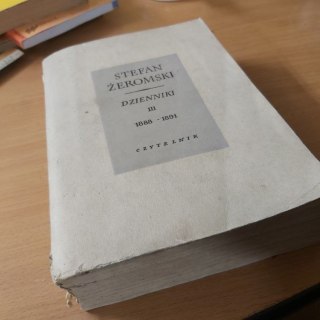 STEFAN
ŻEROMSKI
DZIENNIKI
III
1888 - 1891
CZYTELNIK